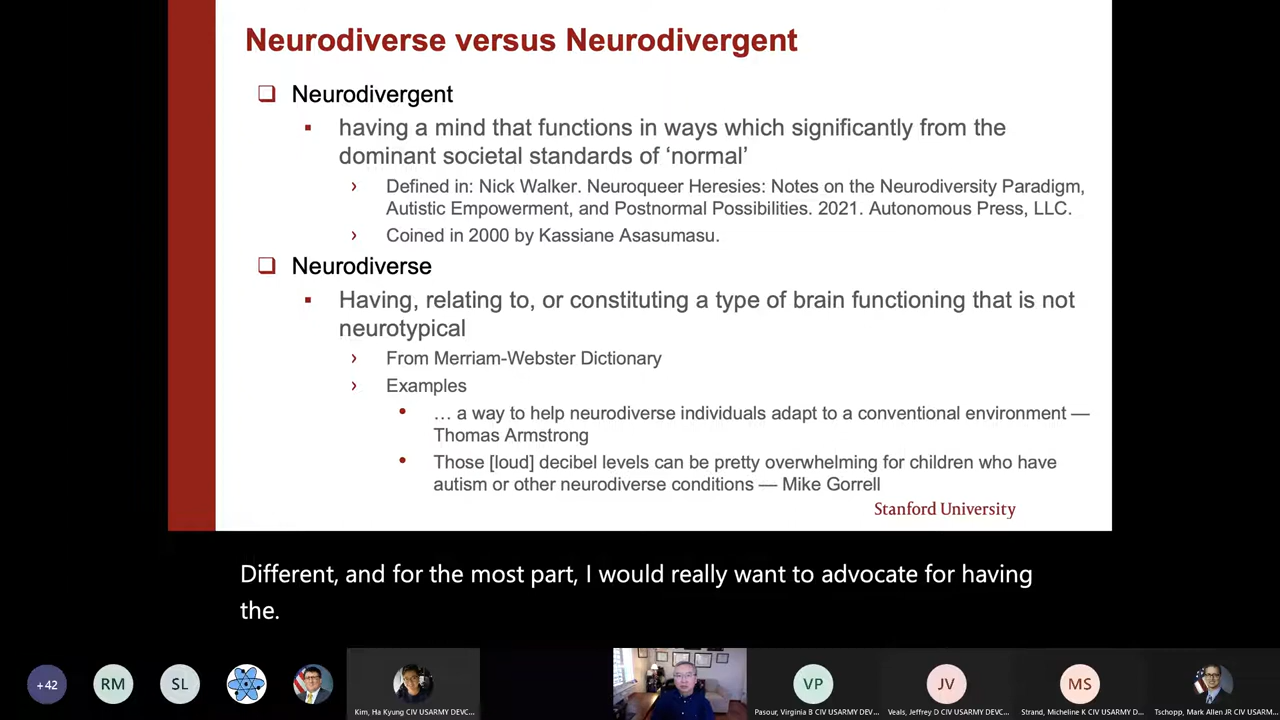 Neurodiverse versus Neurodivergent
❑ Neurodivergent
▪ having a mind that functions in ways which significantly from the
dominant societal standards of ‘normal’
› Defined in: Nick Walker. Neuroqueer Heresies: Notes on the Neurodiversity Paradigm,
Autistic Empowerment, and Postnormal Possibilities. 2021. Autonomous Press, LLC.
› Coined in 2000 by Kassiane Asasumasu.
❑ Neurodiverse
▪ Having, relating to, or constituting a type of brain functioning that is not
neurotypical
› From Merriam-Webster Dictionary
› Examples
• … a way to help neurodiverse individuals adapt to a conventional environment —
Thomas Armstrong
• Those [loud] decibel levels can be pretty overwhelming for children who have
autism or other neurodiverse conditions — Mike Gorrell
Stanford University
Different, and for the most part, I would really want to advocate for having
the.
+42 RM SL VP JV MS
Kim, Ha Kyung CIV USARMY DEVC... Pasour, Virginia B CIV USARMY DEV... Veals, Jeffrey D CIV USARMY DEVC... Strand, Micheline K CIV USARMY D... Tschopp, Mark Allen JR CIV USARM...